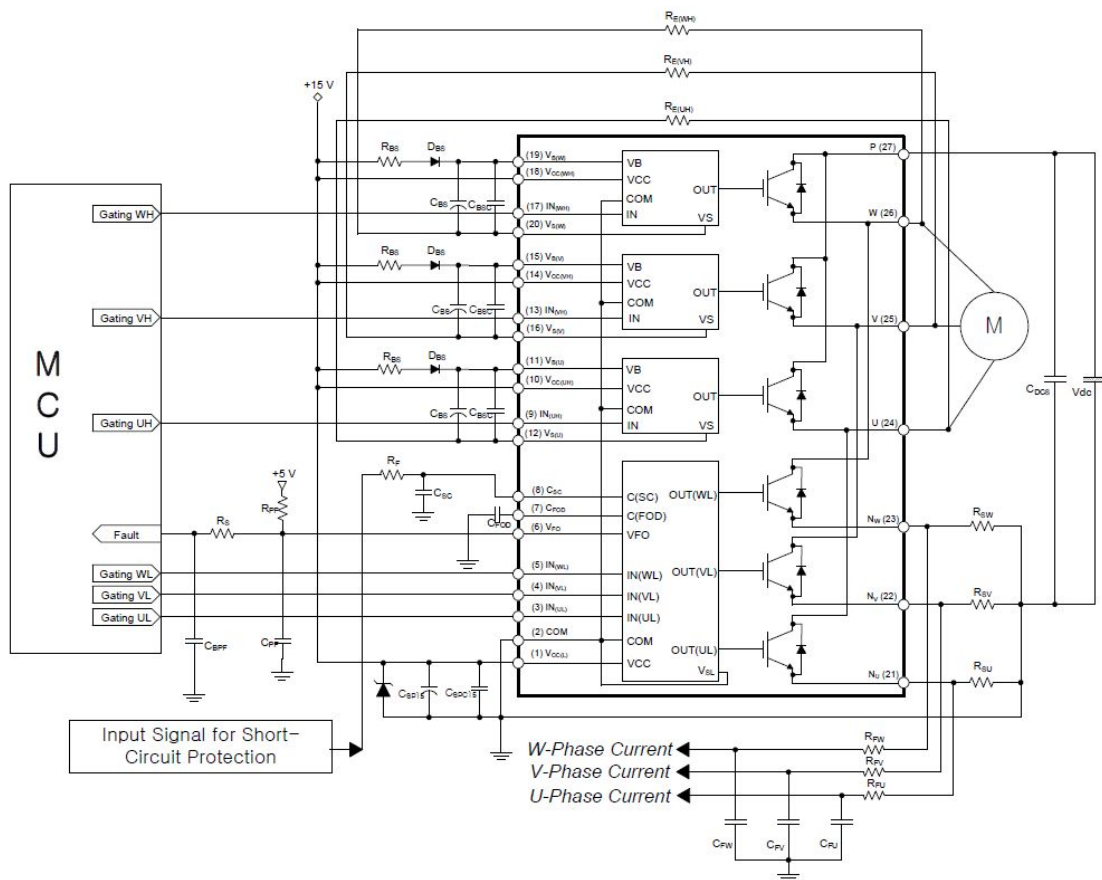 RE(WH)
RE(VH)
+15 V
RE(UH)
RBS DBS
(19) VB(W) VB
(18) VCC(WH) VCC
COM OUT
CBS CBSC
Gating WH (17) IN(WH) IN
(20) VS(W) VS
P (27)
W (26)
RBS DBS
(15) VB(V) VB
(14) VCC(VH) VCC
COM OUT
CBS CBSC
Gating VH (13) IN(VH) IN
(16) VS(V) VS
V (25)
M
RBS DBS
(11) VB(U) VB
(10) VCC(UH) VCC
COM OUT
CBS CBSC
Gating UH (9) IN(UH) IN
(12) VS(U) VS
U (24)
CDCS Vdc
M
C
U
RF
CSC
(8) CSC C(SC) OUT(WL)
(7) CFOD C(FOD)
CFOD
+5 V
RPF
RS
Fault (6) VFO VFO
NW (23) RSW
Gating WL (5) IN(WL) IN(WL)
Gating VL (4) IN(VL) IN(VL) OUT(VL)
NV (22) RSV
Gating UL (3) IN(UL) IN(UL)
(2) COM COM OUT(UL)
CBPF CPF
(1) VCC(L) VCC VSL
NU (21) RSU
CSP15 CSPC15
Input Signal for Short-
Circuit Protection
W-Phase Current RFW
V-Phase Current RFV
U-Phase Current RFU
CFW CFV CFU